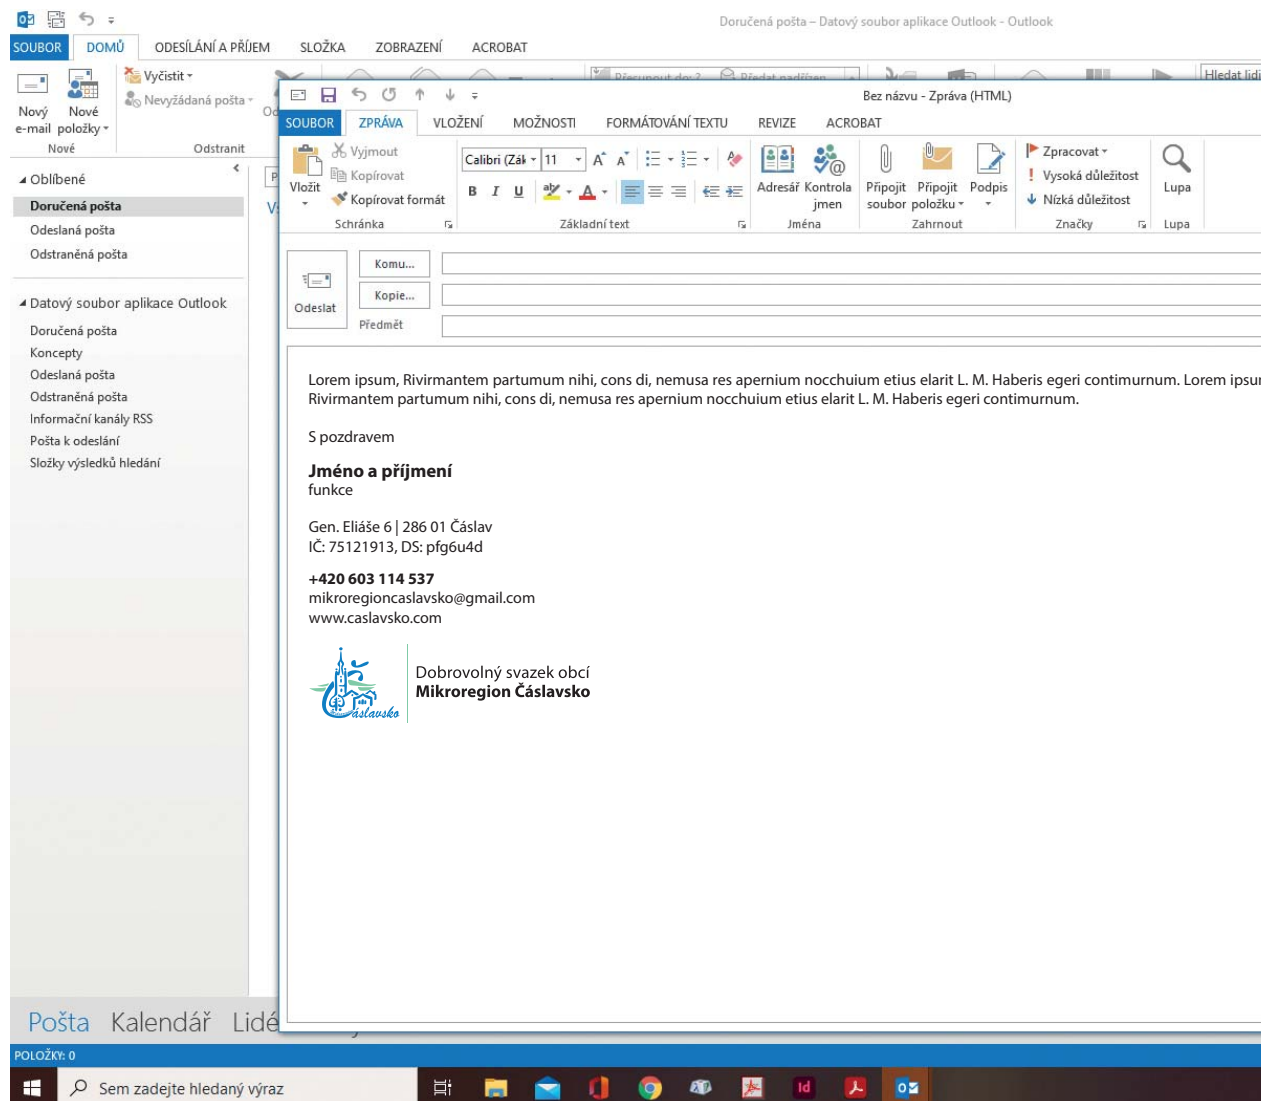 Doručená pošta – Datový soubor aplikace Outlook - Outlook
SOUBOR DOMŮ ODESÍLÁNÍ A PŘÍJEM SLOŽKA ZOBRAZENÍ ACROBAT
Nový e-mail
Nové položky
Nové
Vyčistit
Nevyžádaná pošta
Odstranit
Hledat lidi
Oblíbené
Doručená pošta
Odeslaná pošta
Odstraněná pošta
Datový soubor aplikace Outlook
Doručená pošta
Koncepty
Odeslaná pošta
Odstraněná pošta
Informační kanály RSS
Pošta k odeslání
Složky výsledků hledání
Bez názvu - Zpráva (HTML)
SOUBOR ZPRÁVA VLOŽENÍ MOŽNOSTI FORMÁTOVÁNÍ TEXTU REVIZE ACROBAT
Vložit
Vyjmout
Kopírovat
Kopírovat formát
Schránka
Calibri (Zák 11
B I U
Základní text
Adresář
Kontrola jmen
Jména
Připojit soubor
Připojit položku
Podpis
Zahrnout
Zpracovat
Vysoká důležitost
Nízká důležitost
Značky
Lupa
Lupa
Odeslat
Komu...
Kopie...
Předmět
Lorem ipsum, Rivirmantem partumum nihi, cons di, nemusa res apernium nocchuium etius elarit L. M. Haberis egeri contimurnum. Lorem ipsu
Rivirmantem partumum nihi, cons di, nemusa res apernium nocchuium etius elarit L. M. Haberis egeri contimurnum.
S pozdravem
Jméno a příjmení
funkce
Gen. Eliáše 6 | 286 01 Čáslav
IČ: 75121913, DS: pfg6u4d
+420 603 114 537
mikroregioncaslavsko@gmail.com
www.caslavsko.com
Čáslavsko
Dobrovolný svazek obcí
Mikroregion Čáslavsko
Pošta Kalendář Lidé
POLOŽKY: 0
Sem zadejte hledaný výraz